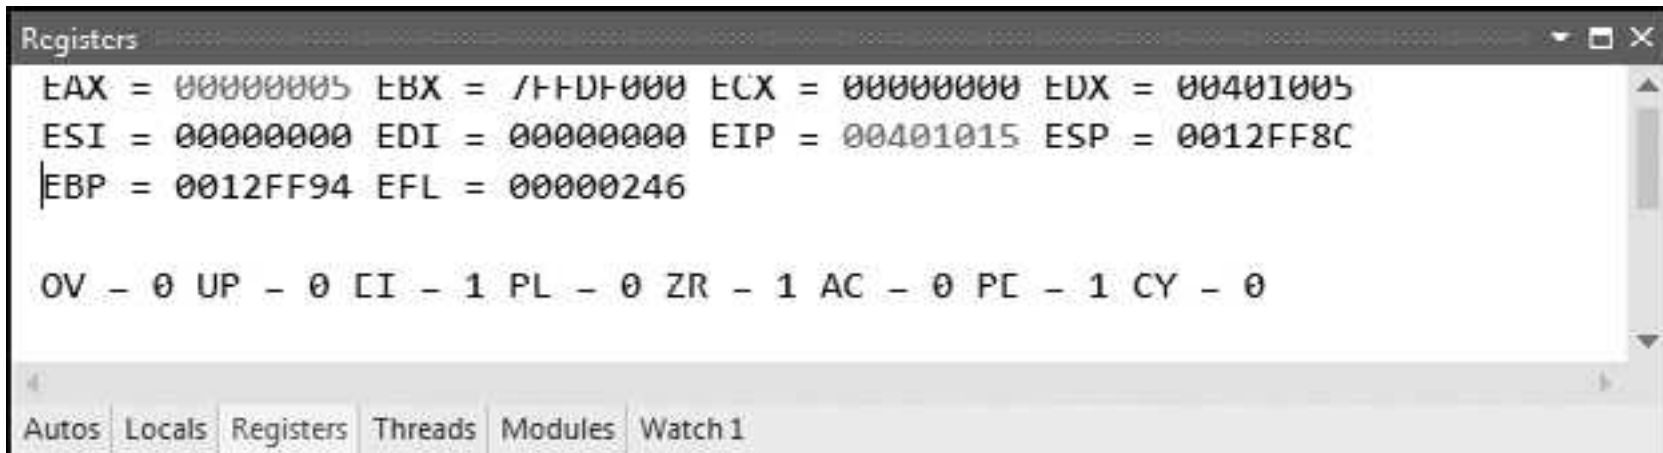 Registers
EAX = 00000005 EBX = 7FFDF000 ECX = 00000000 EDX = 00401005
ESI = 00000000 EDI = 00000000 EIP = 00401015 ESP = 0012FF8C
EBP = 0012FF94 EFL = 00000246
OV = 0 UP = 0 EI = 1 PL = 0 ZR = 1 AC = 0 PE = 1 CY = 0
Autos Locals Registers Threads Modules Watch 1